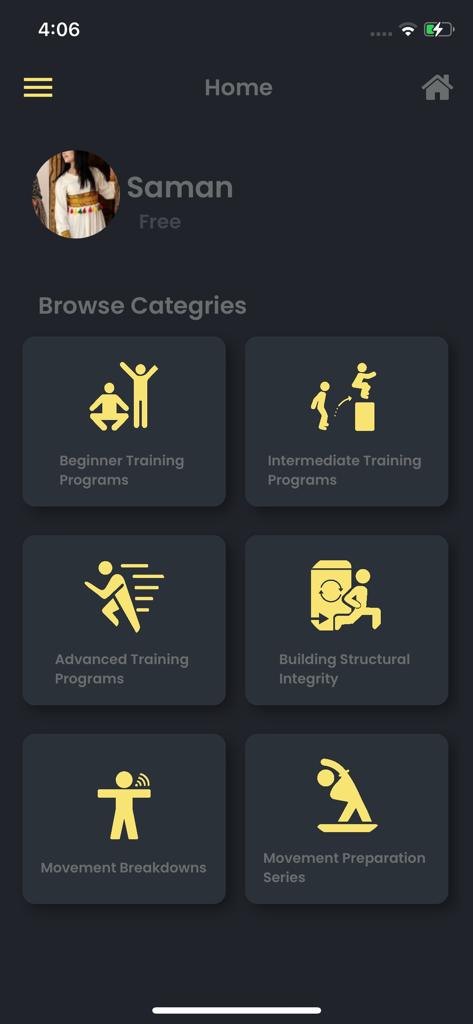 4:06
Home
Saman
Free
Browse Categries
Beginner Training
Programs
Intermediate Training
Programs
Advanced Training
Programs
Building Structural
Integrity
Movement Breakdowns
Movement Preparation
Series